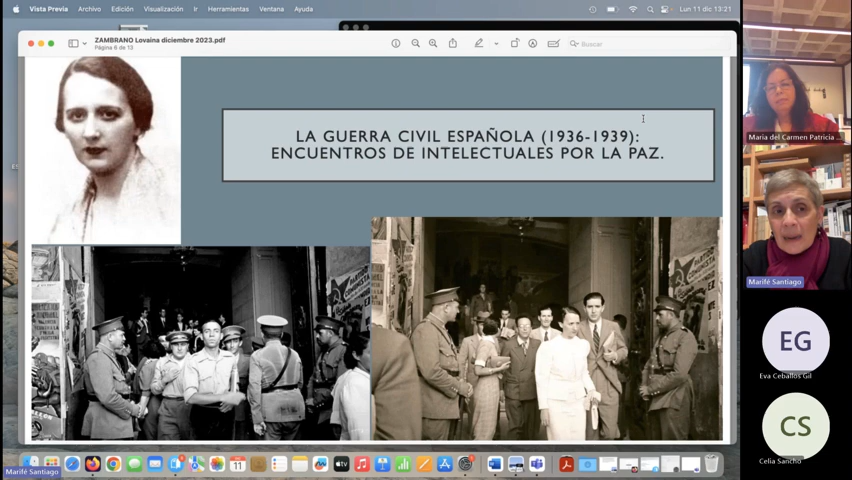 Vista Previa Archivo Edición Visualización Ir Herramientas Ventana Ayuda
Lun 11 dic 13:21
ZAMBRANO Lovaina diciembre 2023.pdf
Página 6 de 13
Buscar
LA GUERRA CIVIL ESPAÑOLA (1936-1939):
ENCUENTROS DE INTELECTUALES POR LA PAZ.
Maria del Carmen Patricia ...
Marifé Santiago
EG
Eva Ceballos Gil
CS
Celia Sancho
DIC
11
Marifé Santiago